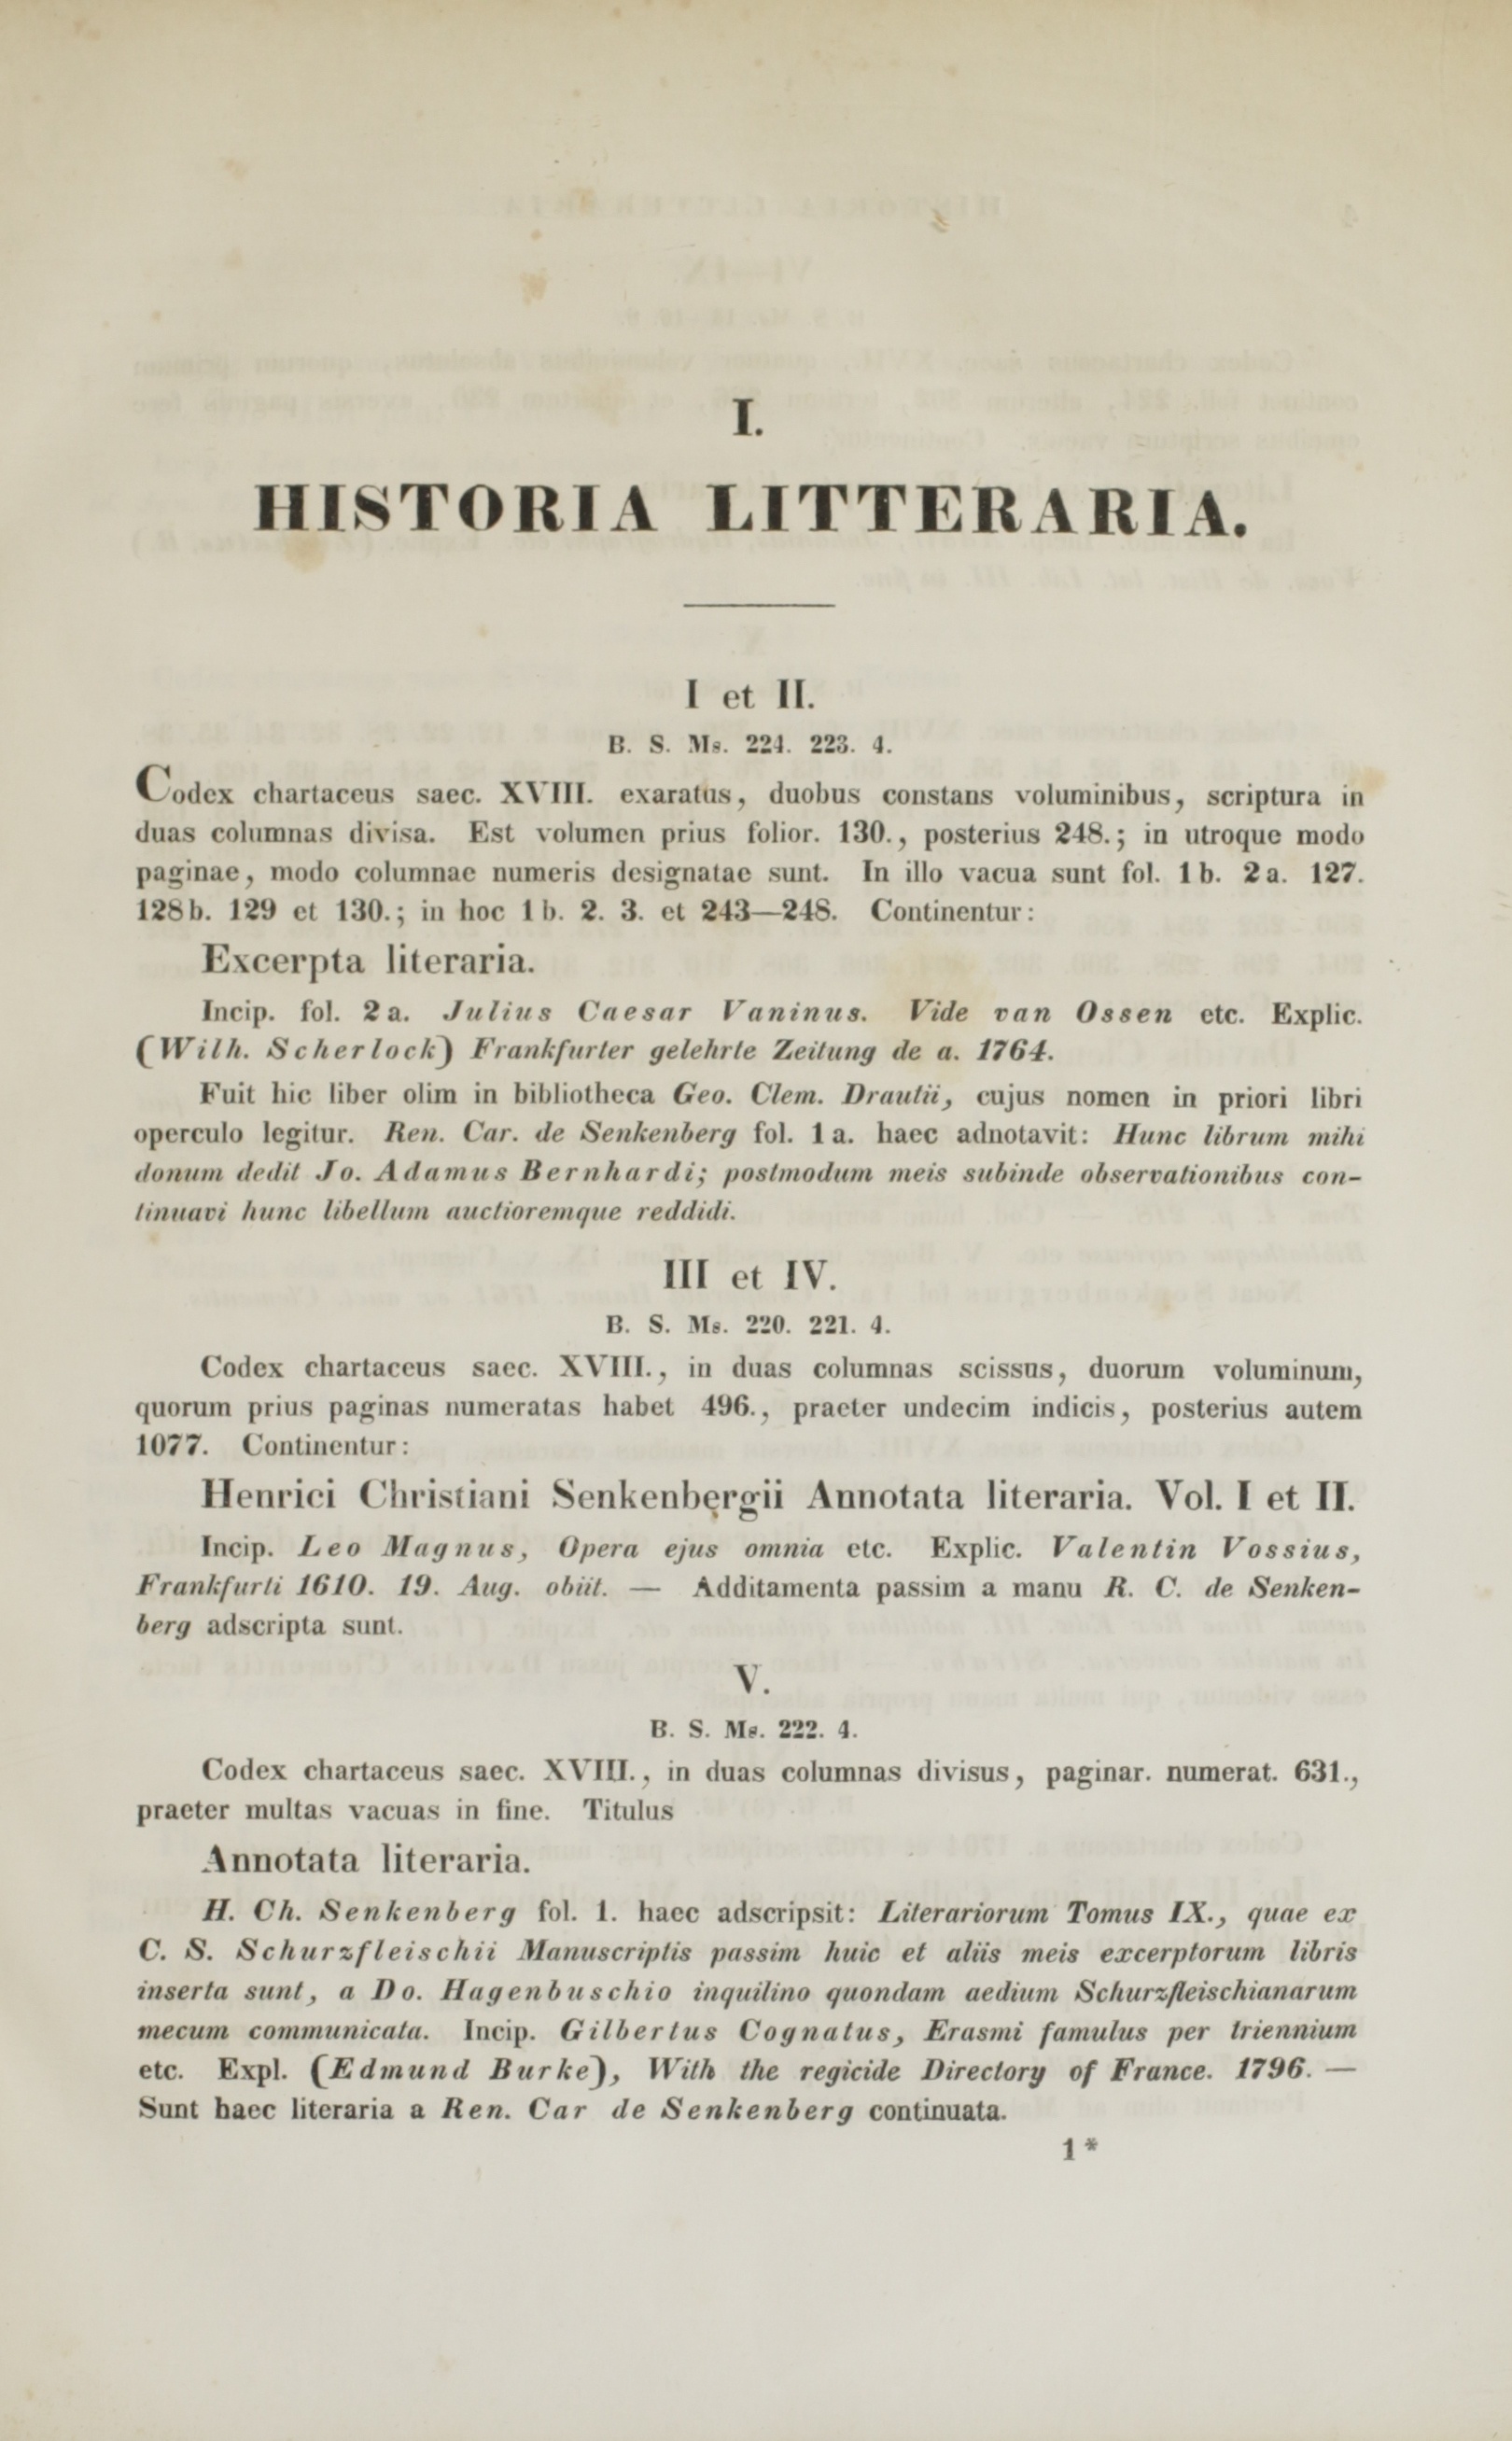 I.
HISTORIA LITTERARIA.
I et II.
B. S. Ms. 224. 223. 4.
Codex chartaceus saec. XVIII. exaratus, duobus constans voluminibus, scriptura in
duas columnas divisa. Est volumen prius folior. 130., posterius 248.; in utroque modo
paginae, modo columnae numeris designatae sunt. In illo vacua sunt fol. 1 b. 2 a. 127.
128 b. 129 et 130.; in hoc 1 b. 2. 3. et 243—248. Continentur:
Excerpta literaria.
Incip. fol. 2 a. Julius Caesar Vaninus. Vide van Ossen etc. Explic.
(Wilh. Scherlock) Frankfurter gelehrte Zeitung de a. 1764.
Fuit hic liber olim in bibliotheca Geo. Clem. Drautii, cujus nomen in priori libri
operculo legitur. Ren. Car. de Senkenberg fol. 1 a. haec adnotavit: Hunc librum mihi
donum dedit Jo. Adamus Bernhardi; postmodum meis subinde observationibus con-
tinuavi hunc libellum auctioremque reddidi.
III et IV.
B. S. Ms. 220. 221. 4.
Codex chartaceus saec. XVIII., in duas columnas scissus, duorum voluminum,
quorum prius paginas numeratas habet 496., praeter undecim indicis, posterius autem
1077. Continentur:
Henrici Christiani Senkenbergii Annotata literaria. Vol. I et II.
Incip. Leo Magnus, Opera ejus omnia etc. Explic. Valentin Vossius,
Frankfurti 1610. 19. Aug. obiit. — Additamenta passim a manu R. C. de Senken-
berg adscripta sunt.
V.
B. S. Ms. 222. 4.
Codex chartaceus saec. XVIII., in duas columnas divisus, paginar. numerat. 631.,
praeter multas vacuas in fine. Titulus
Annotata literaria.
H. Ch. Senkenberg fol. 1. haec adscripsit: Literariorum Tomus IX., quae ex
C. S. Schurzfleischii Manuscriptis passim huic et aliis meis excerptorum libris
inserta sunt, a Do. Hagenbuschio inquilino quondam aedium Schurzfleischianarum
mecum communicata. Incip. Gilbertus Cognatus, Erasmi famulus per triennium
etc. Expl. (Edmund Burke), With the regicide Directory of France. 1796. —
Sunt haec literaria a Ren. Car de Senkenberg continuata.
1 *